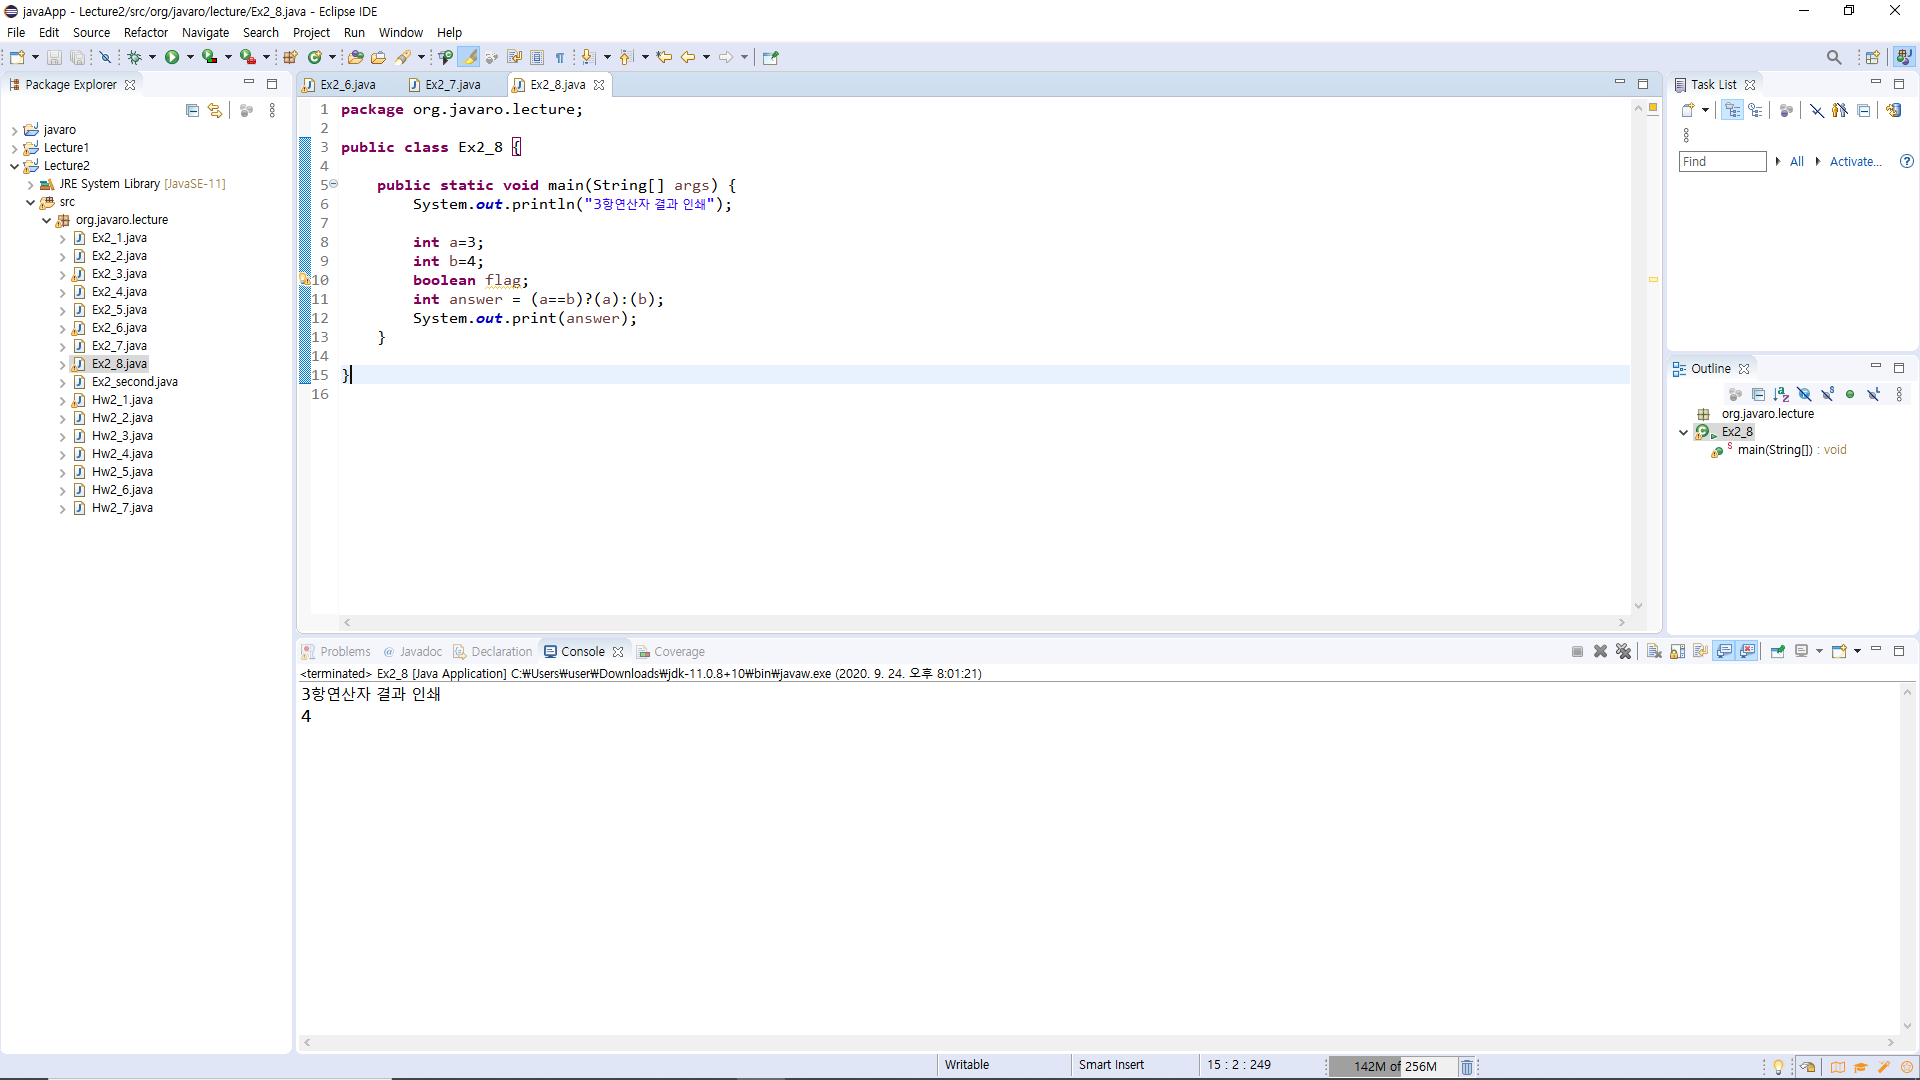 javaApp - Lecture2/src/org/javaro/lecture/Ex2_8.java - Eclipse IDE
File Edit Source Refactor Navigate Search Project Run Window Help
Package Explorer
javaro
Lecture1
Lecture2
JRE System Library [JavaSE-11]
src
org.javaro.lecture
Ex2_1.java
Ex2_2.java
Ex2_3.java
Ex2_4.java
Ex2_5.java
Ex2_6.java
Ex2_7.java
Ex2_8.java
Ex2_second.java
Hw2_1.java
Hw2_2.java
Hw2_3.java
Hw2_4.java
Hw2_5.java
Hw2_6.java
Hw2_7.java
Ex2_6.java Ex2_7.java Ex2_8.java
1 package org.javaro.lecture;
2
3 public class Ex2_8 {
4
5 public static void main(String[] args) {
6 System.out.println("3항연산자 결과 인쇄");
7
8 int a=3;
9 int b=4;
10 boolean flag;
11 int answer = (a==b)?(a):(b);
12 System.out.print(answer);
13 }
14
15 }
16
Task List
Find All Activate...
Outline
org.javaro.lecture
Ex2_8
main(String[]) : void
Problems @ Javadoc Declaration Console Coverage
<terminated> Ex2_8 [Java Application] C:₩Users₩user₩Downloads₩jdk-11.0.8+10₩bin₩javaw.exe (2020. 9. 24. 오후 8:01:21)
3항연산자 결과 인쇄
4
Writable Smart Insert 15 : 2 : 249 142M of 256M